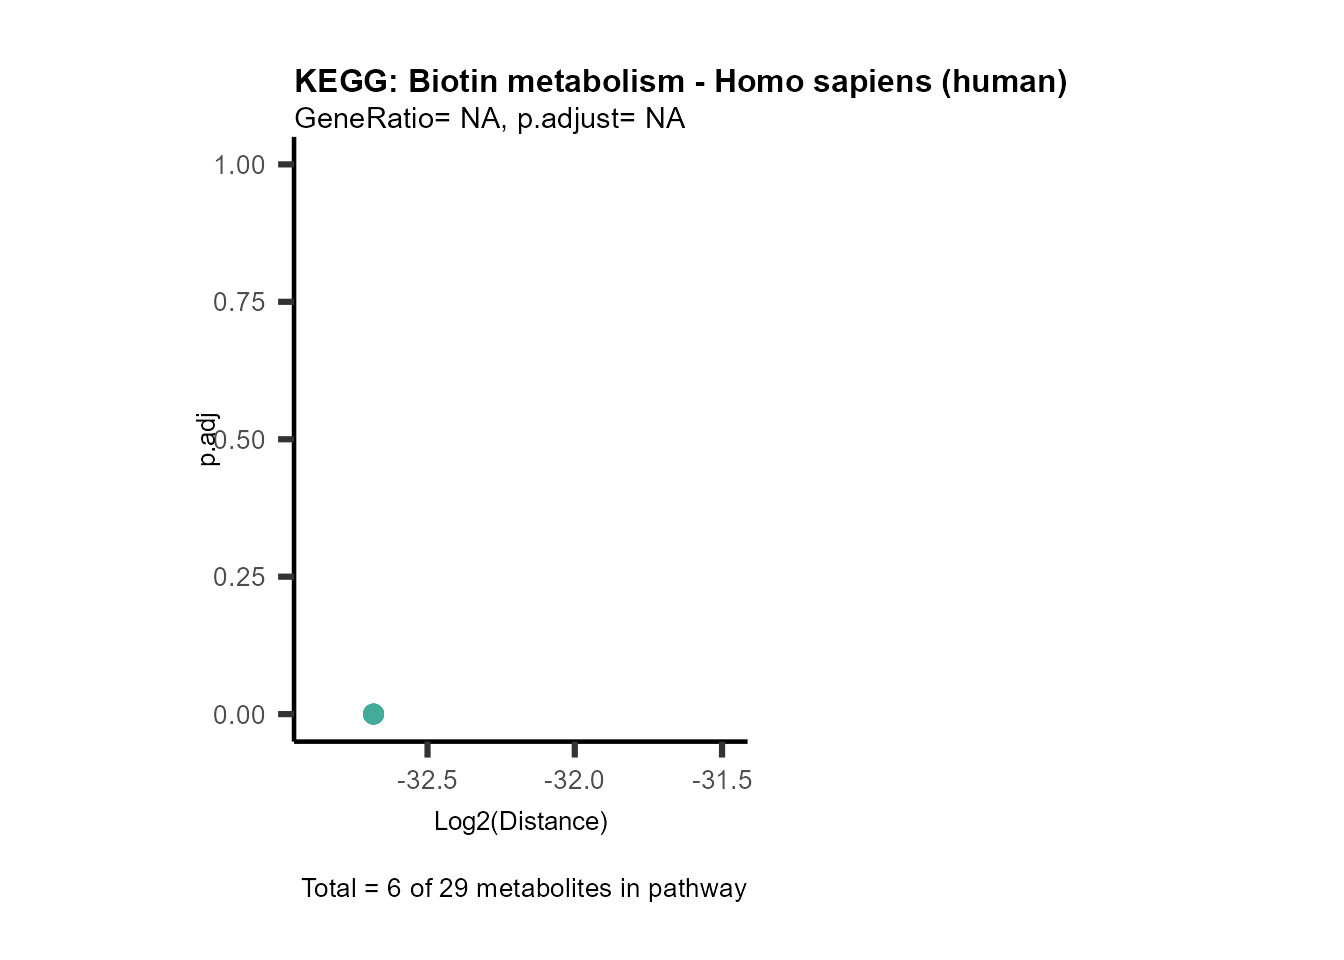 KEGG: Biotin metabolism - Homo sapiens (human)
GeneRatio= NA, p.adjust= NA
1.00
0.75
p.adj
0.50
0.25
0.00
-32.5 -32.0 -31.5
Log2(Distance)
Total = 6 of 29 metabolites in pathway